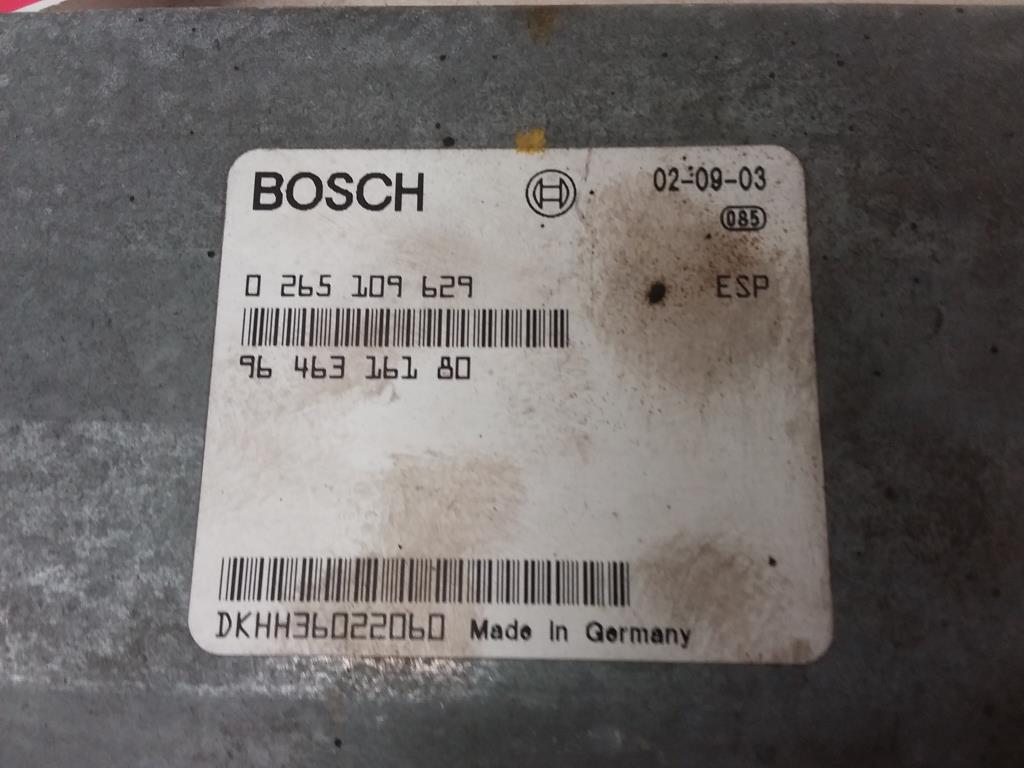 BOSCH
02-09-03
085
0 265 109 629
ESP
96 463 161 80
DKHH36022060 Made in Germany